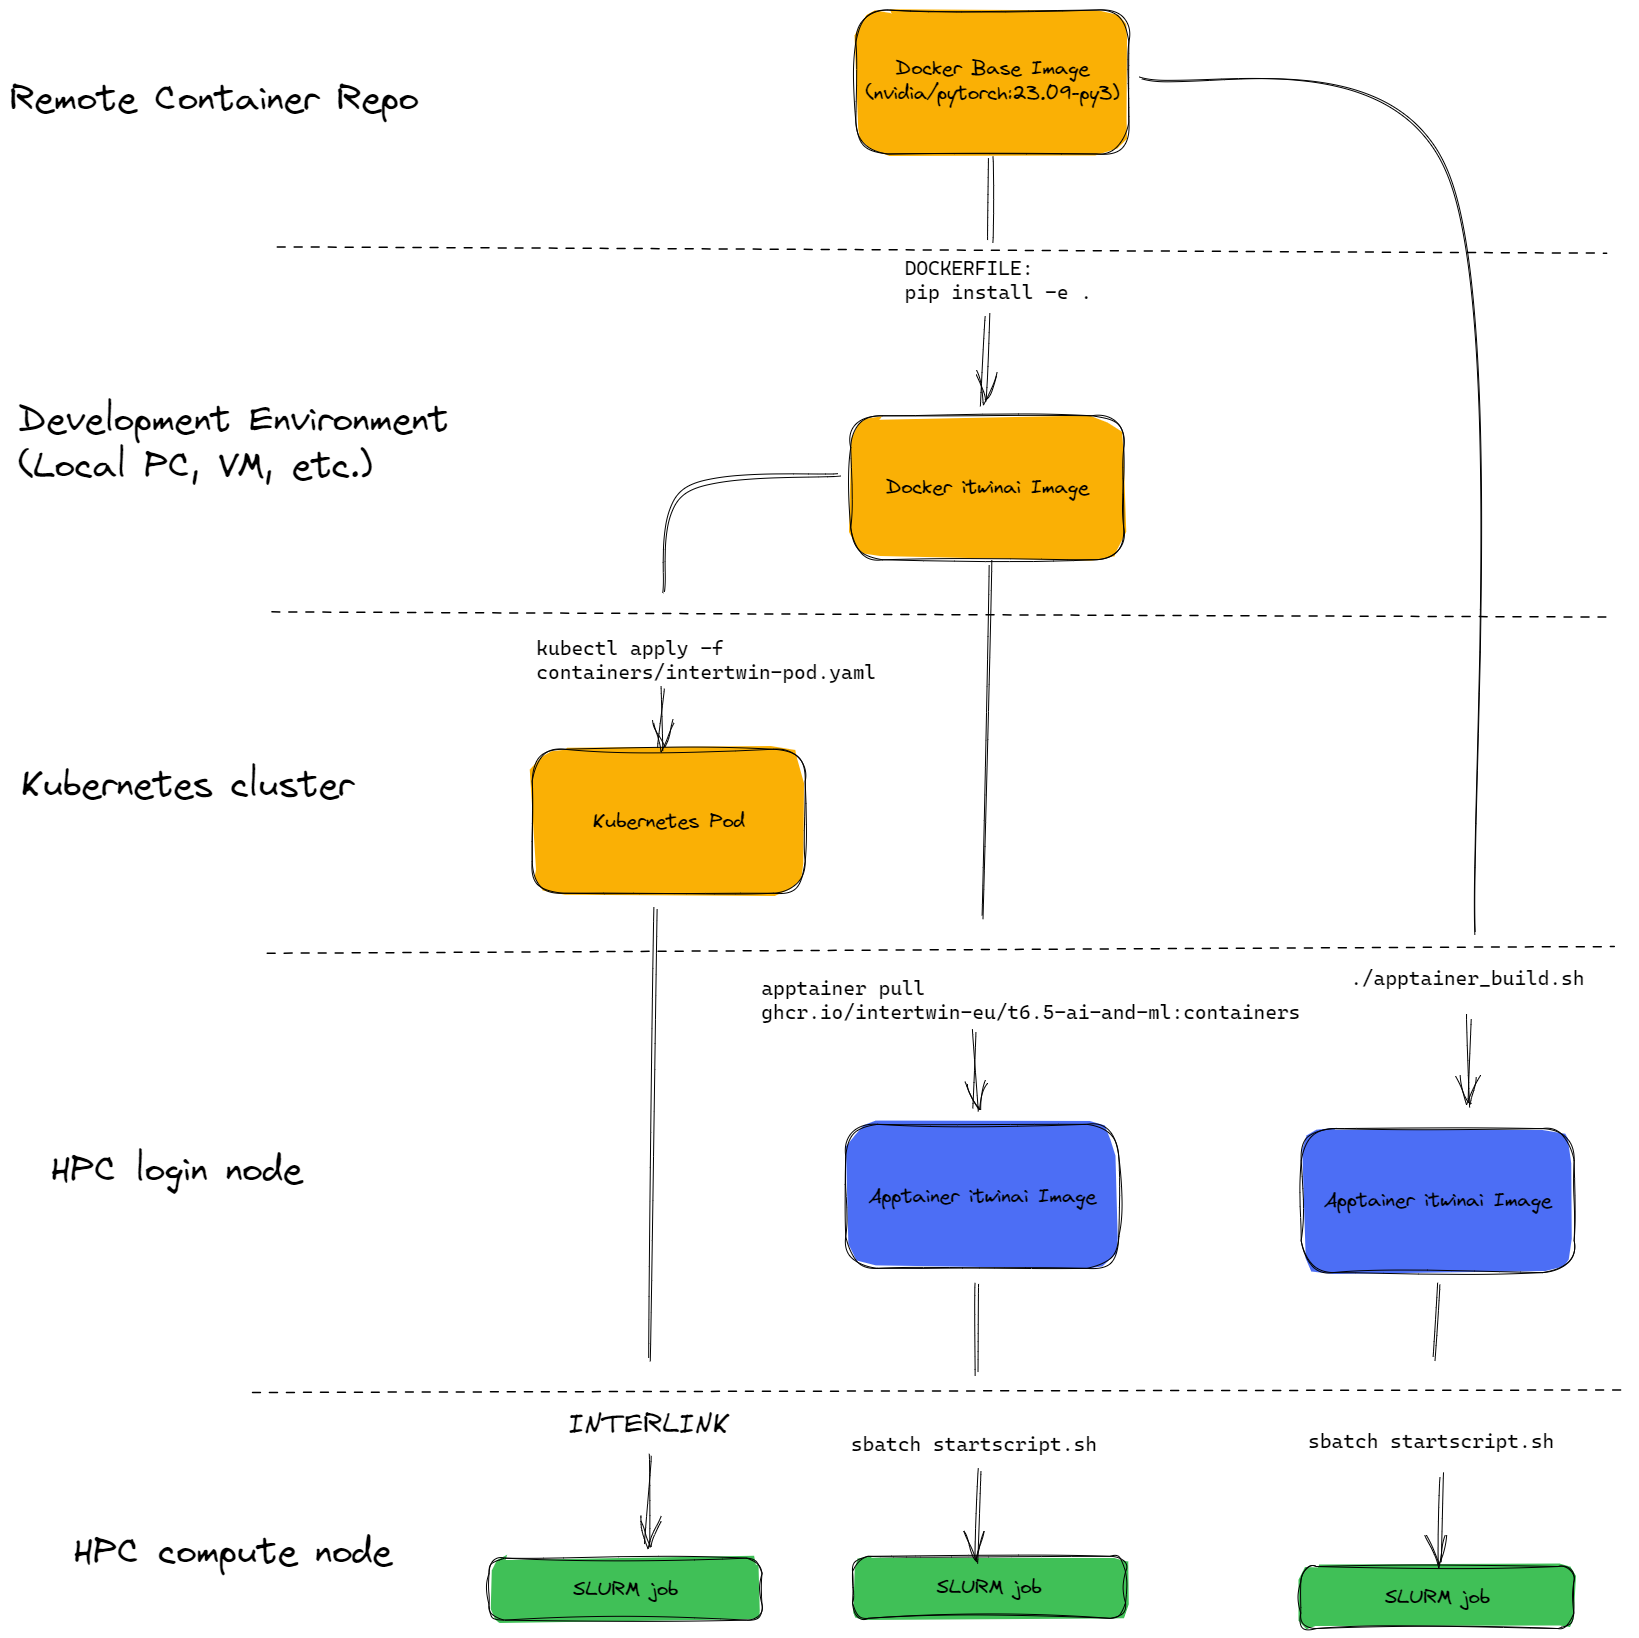 Docker Base Image
(nvidia/pytorch:23.09-py3)
Remote Container Repo
DOCKERFILE:
pip install -e .
Development Environment
(Local PC, VM, etc.)
Docker itwinai Image
kubectl apply -f
containers/intertwin-pod.yaml
Kubernetes cluster
Kubernetes Pod
apptainer pull
ghcr.io/intertwin-eu/t6.5-ai-and-ml:containers
./apptainer_build.sh
HPC login node
Apptainer itwinai Image
Apptainer itwinai Image
INTERLINK
sbatch startscript.sh
sbatch startscript.sh
HPC compute node
SLURM job
SLURM job
SLURM job